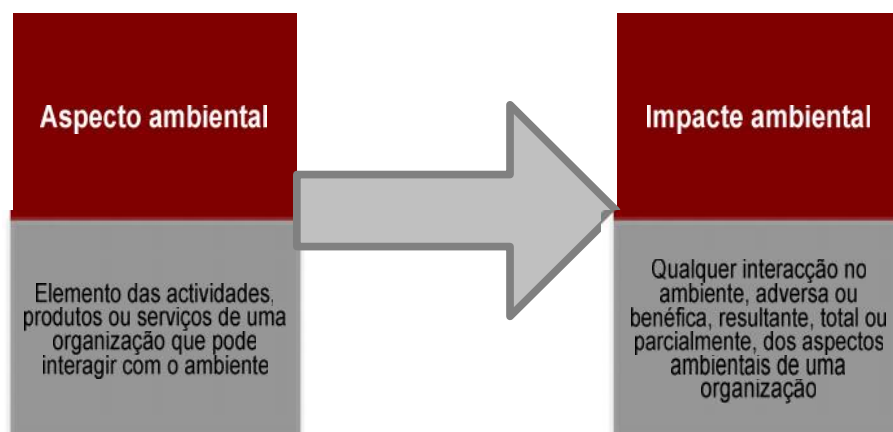 Aspecto ambiental
Elemento das actividades,
produtos ou serviços de uma
organização que pode
interagir com o ambiente
Impacte ambiental
Qualquer interacção no
ambiente, adversa ou
benéfica, resultante, total ou
parcialmente, dos aspectos
ambientais de uma
organização